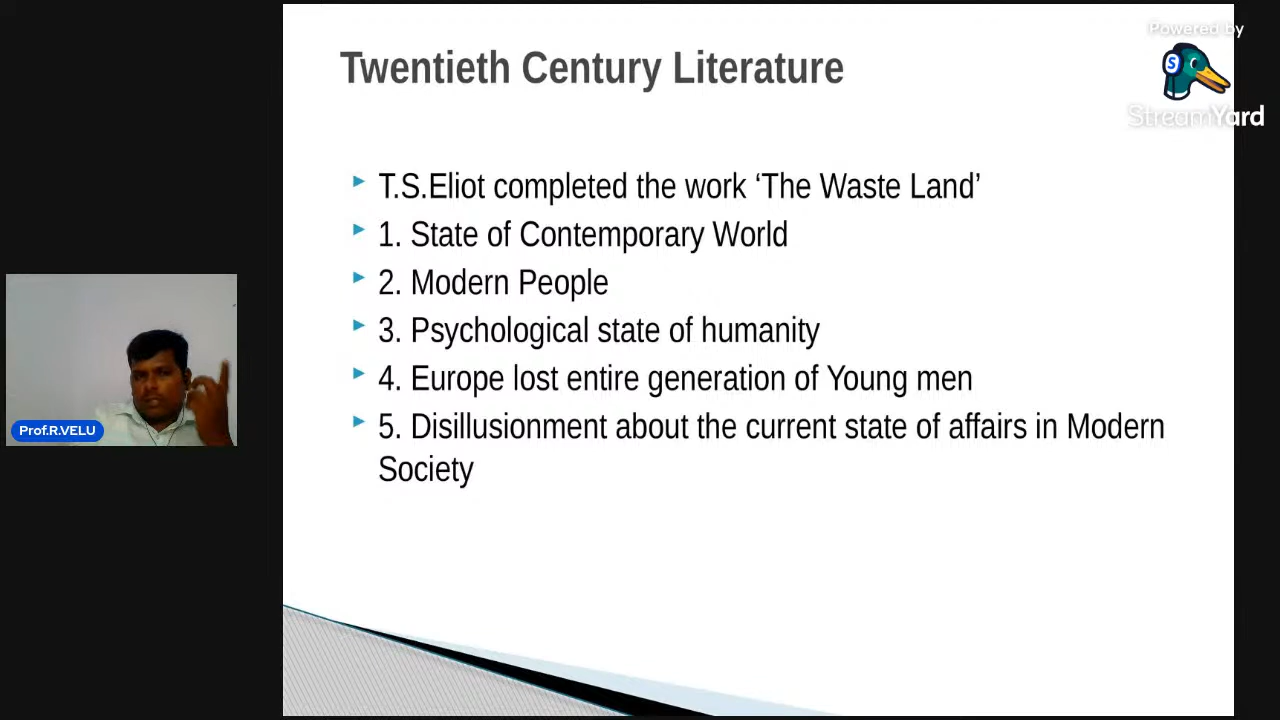 Powered by
StreamYard
Twentieth Century Literature
T.S.Eliot completed the work ‘The Waste Land’
1. State of Contemporary World
2. Modern People
3. Psychological state of humanity
4. Europe lost entire generation of Young men
5. Disillusionment about the current state of affairs in Modern
Society
Prof.R.VELU